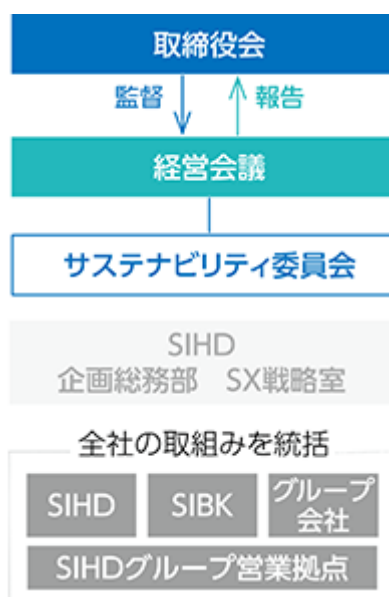 取締役会
監督 報告
経営会議
サステナビリティ委員会
SIHD
企画総務部 SX戦略室
全社の取組みを統括
SIHD SIBK グループ
会社
SIHDグループ営業拠点